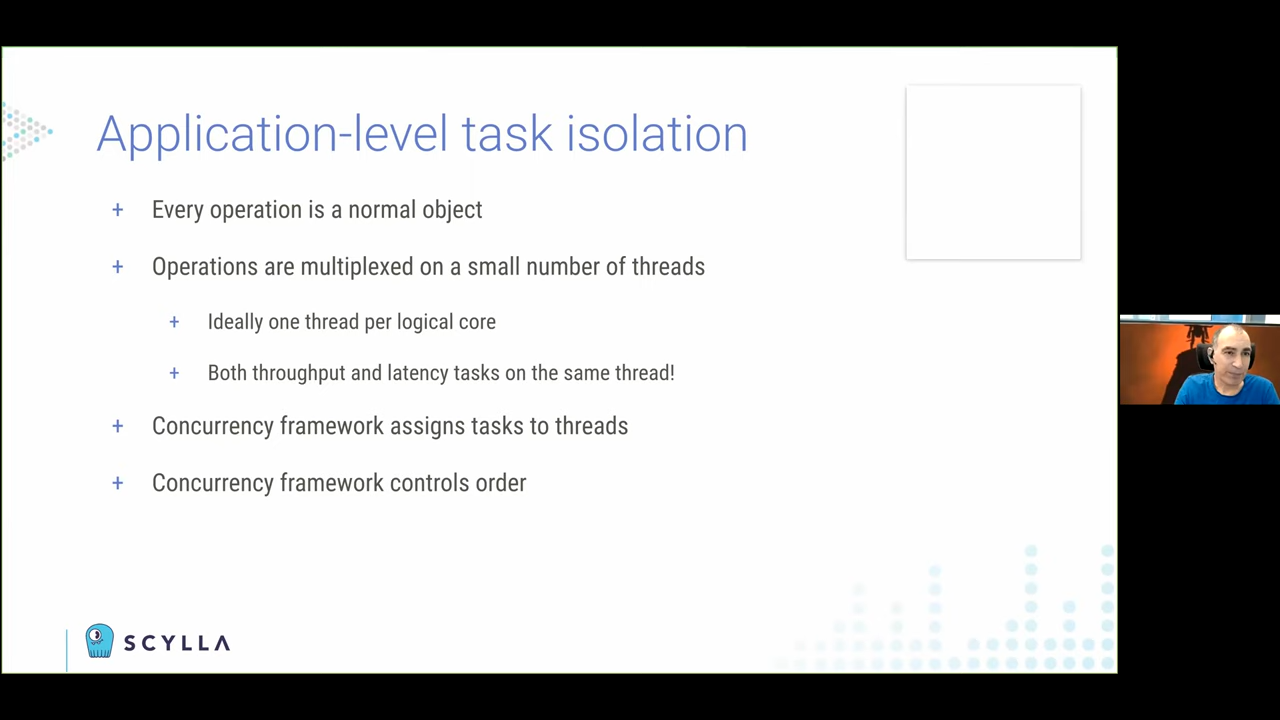 Application-level task isolation
+ Every operation is a normal object
+ Operations are multiplexed on a small number of threads
+ Ideally one thread per logical core
+ Both throughput and latency tasks on the same thread!
+ Concurrency framework assigns tasks to threads
+ Concurrency framework controls order
SCYLLA